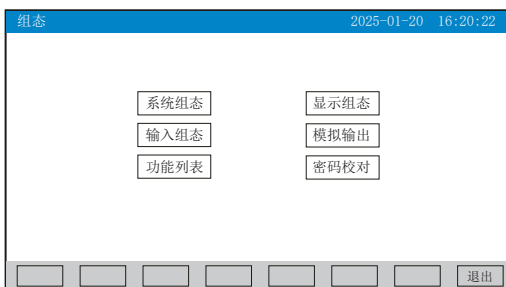 组态 2025-01-20 16:20:22
系统组态 显示组态
输入组态 模拟输出
功能列表 密码校对
退出